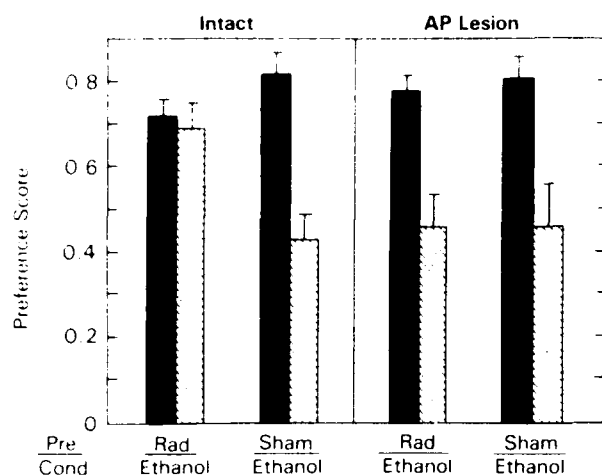 Intact AP Lesion
0.8
0.6
0.4
0.2
0
Preference Score
Pre Rad Sham Rad Sham
Cond Ethanol Ethanol Ethanol Ethanol